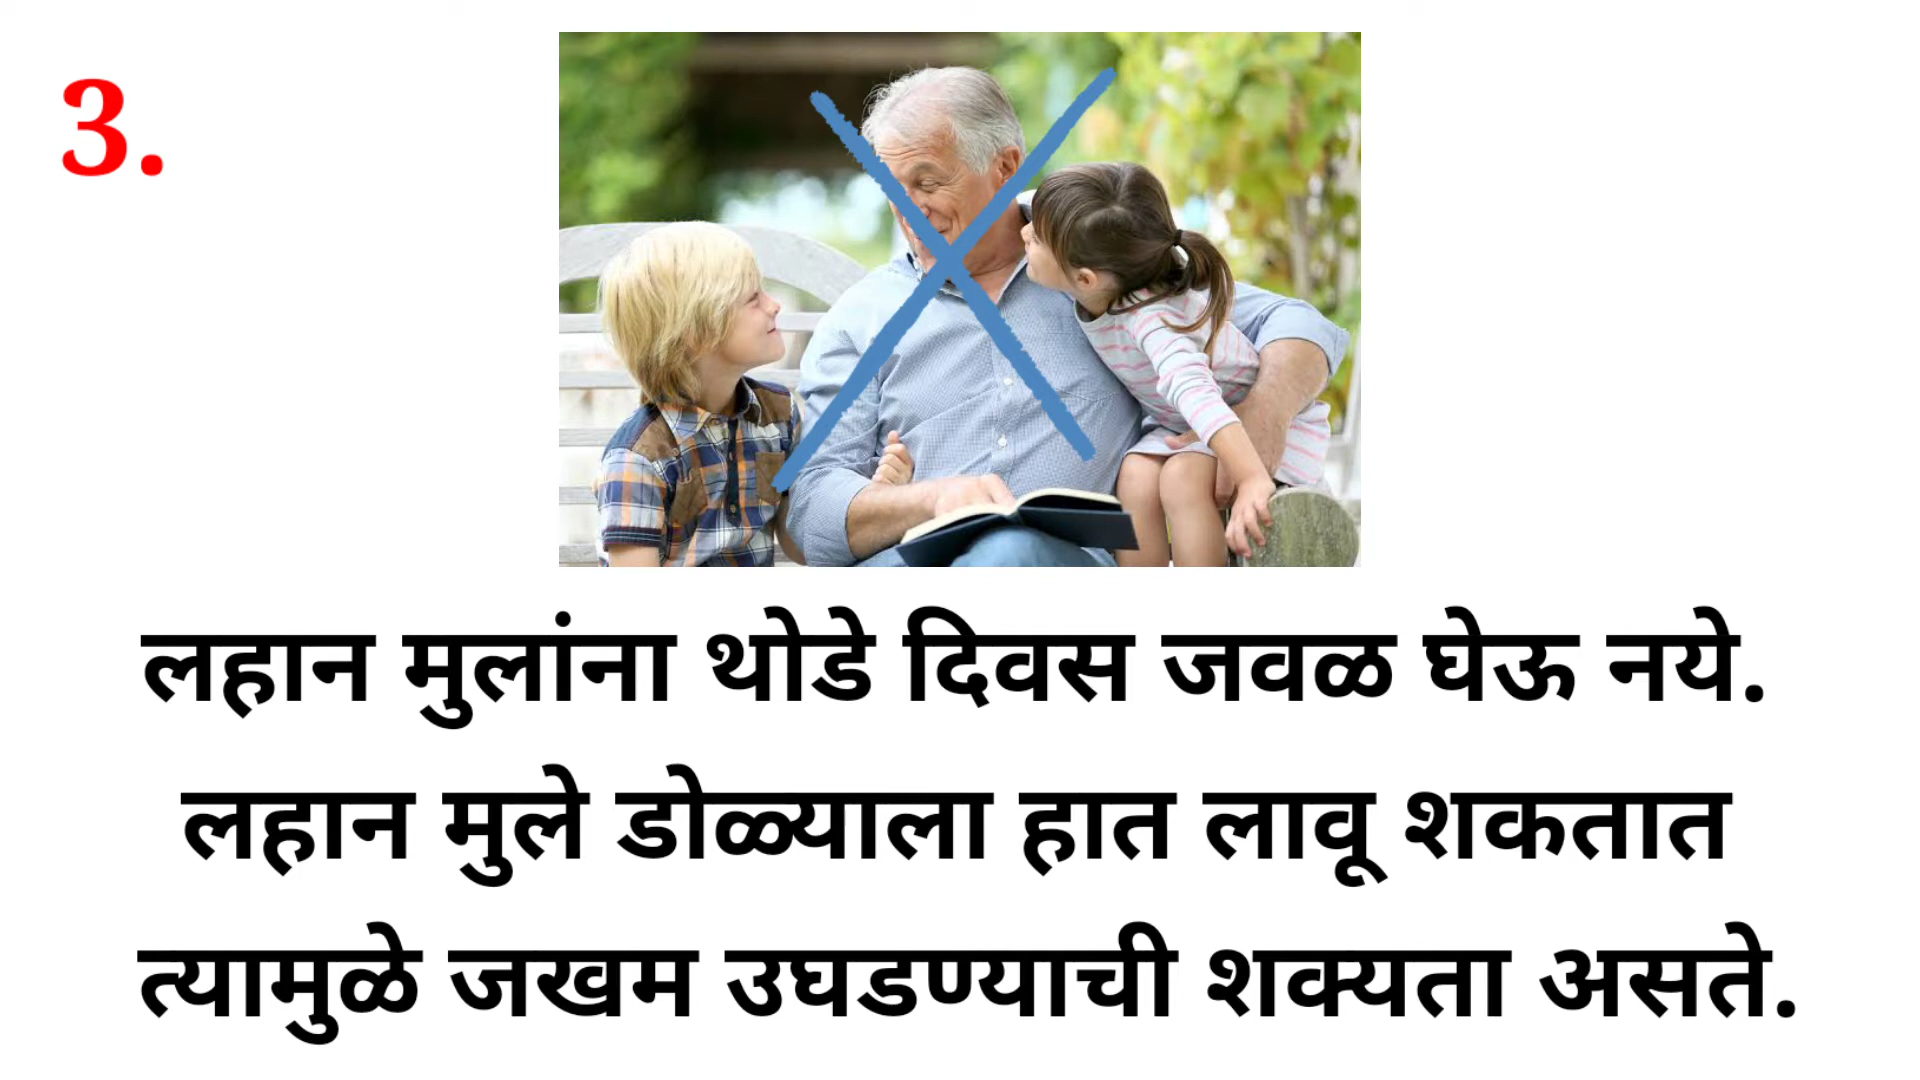 3.
लहान मुलांना थोडे दिवस जवळ घेऊ नये.
लहान मुले डोळ्याला हात लावू शकतात
त्यामुळे जखम उघडण्याची शक्यता असते.